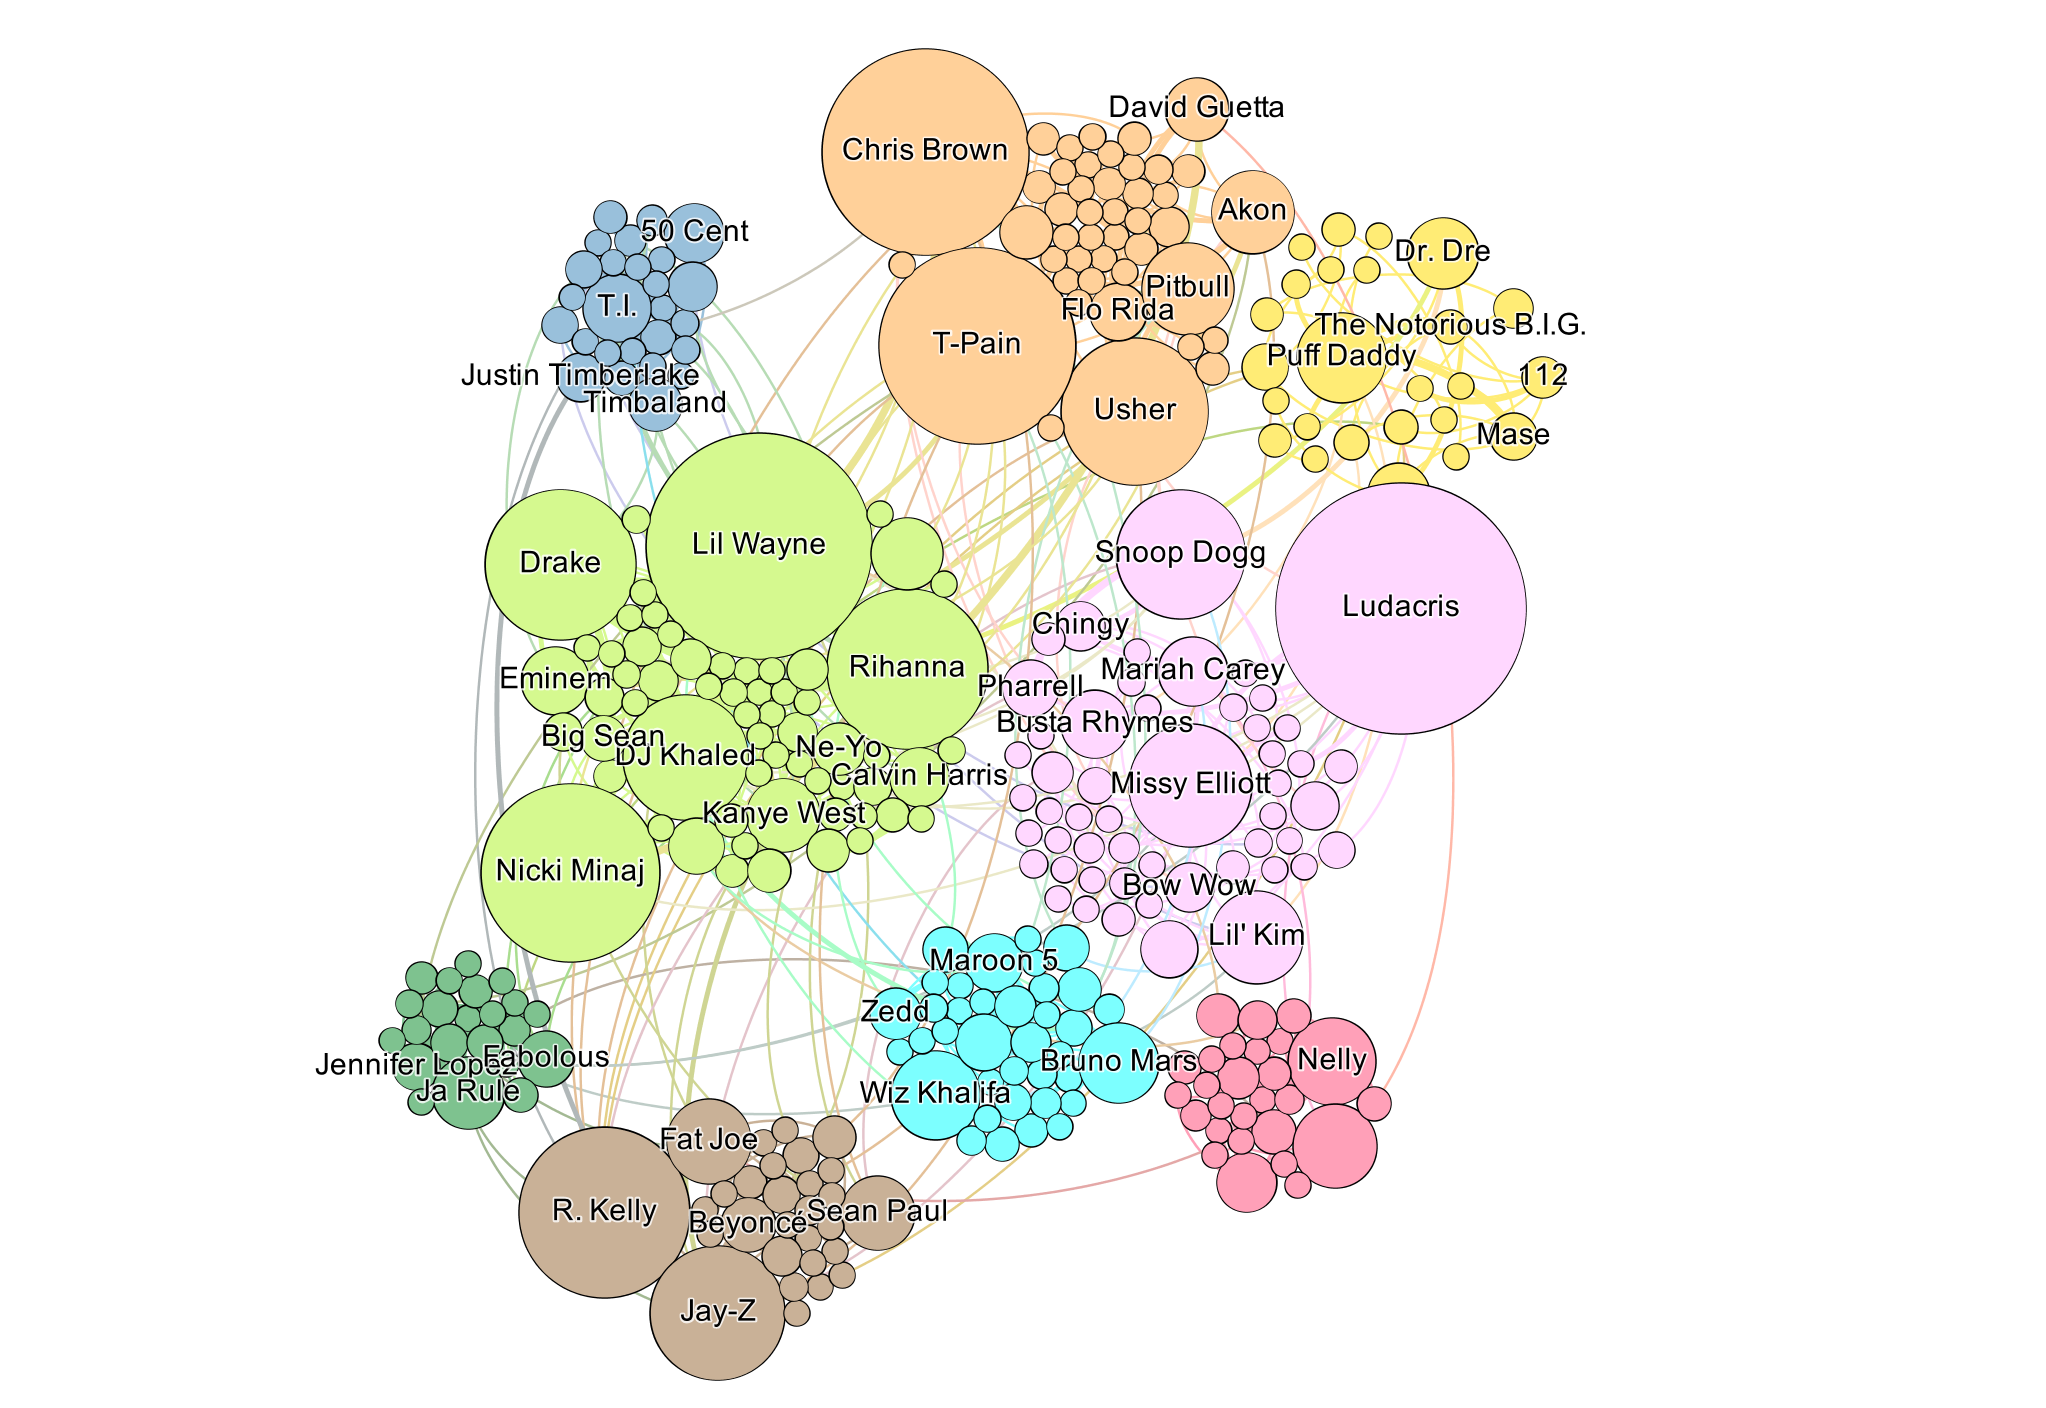 David Guetta
Chris Brown
Akon
50 Cent
Dr. Dre
Pitbull
T.I.
Flo Rida
The Notorious B.I.G.
T-Pain
Puff Daddy
Justin Timberlake
112
Timbaland
Usher
Mase
Lil Wayne
Snoop Dogg
Drake
Ludacris
Chingy
Rihanna
Mariah Carey
Eminem
Pharrell
Busta Rhymes
Big Sean
Ne-Yo
DJ Khaled
Calvin Harris
Missy Elliott
Kanye West
Nicki Minaj
Bow Wow
Lil' Kim
Maroon 5
Zedd
Fabolous
Bruno Mars
Nelly
Jennifer Lopez
Ja Rule
Wiz Khalifa
Fat Joe
R. Kelly
Sean Paul
Beyoncé
Jay-Z